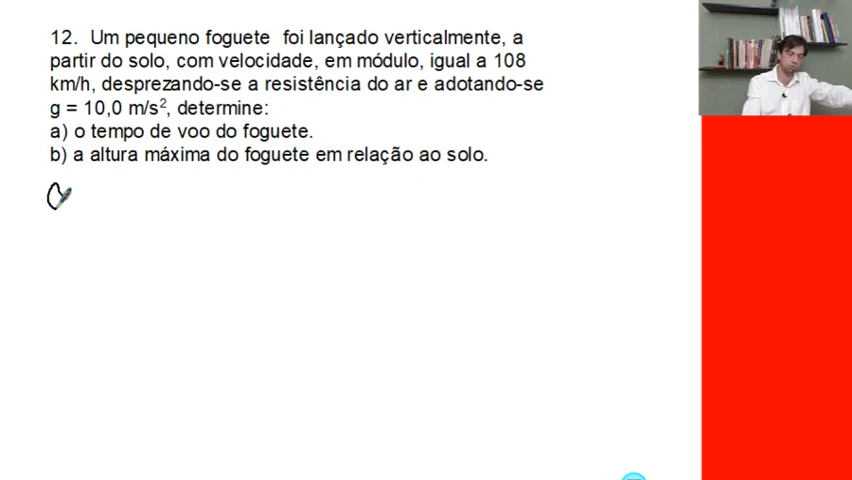 12. Um pequeno foguete foi lançado verticalmente, a
partir do solo, com velocidade, em módulo, igual a 108
km/h, desprezando-se a resistência do ar e adotando-se
g = 10,0 m/s², determine:
a) o tempo de voo do foguete.
b) a altura máxima do foguete em relação ao solo.